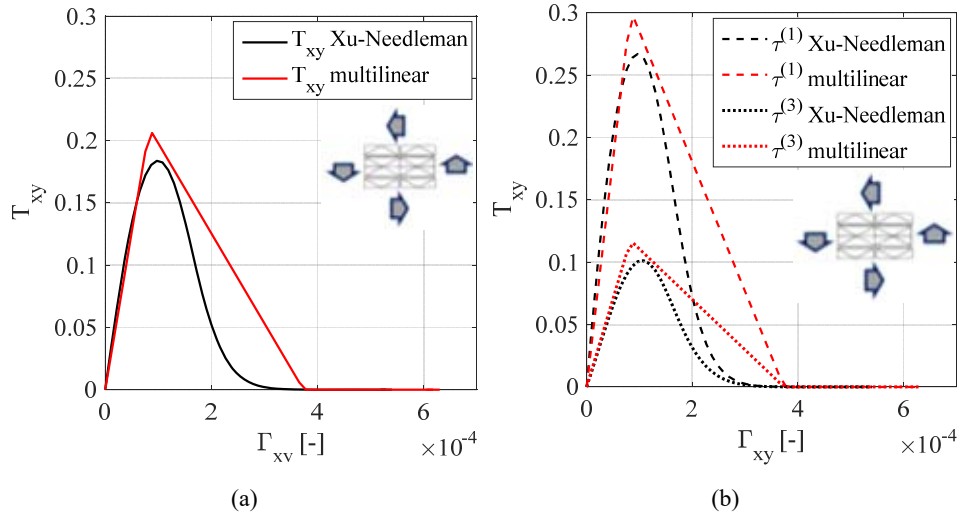 0.3
0.25
0.2
0.15
0.1
0.05
0
T_xy
T_xy Xu-Needleman
T_xy multilinear
0 2 4 6
×10^-4
Γ_xv [-]
(a)
0.3
0.25
0.2
0.15
0.1
0.05
0
T_xy
τ^(1) Xu-Needleman
τ^(1) multilinear
τ^(3) Xu-Needleman
τ^(3) multilinear
0 2 4 6
×10^-4
Γ_xy [-]
(b)